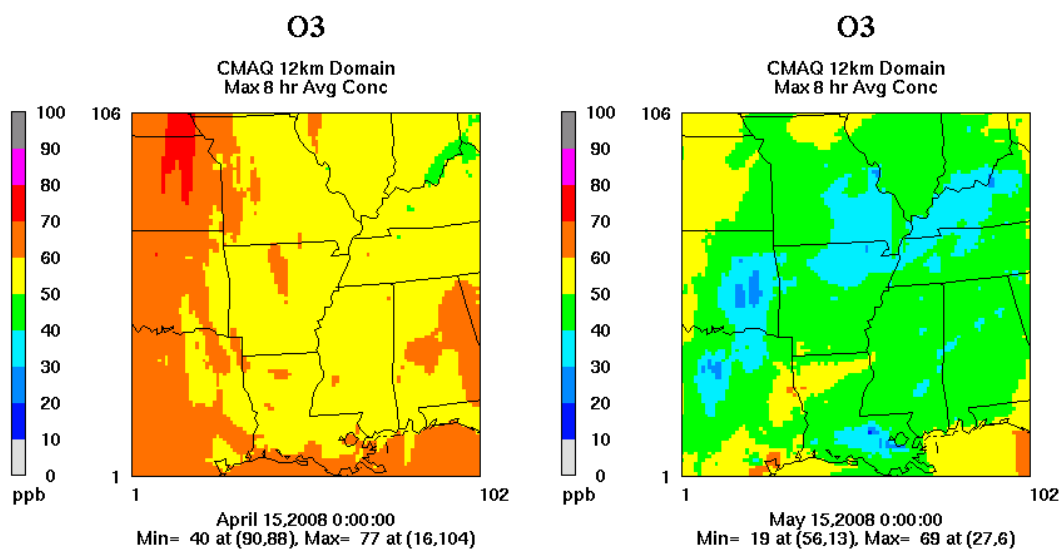 O3
CMAQ 12km Domain
Max 8 hr Avg Conc
100
90
80
70
60
50
40
30
20
10
0
ppb
106
1
1
102
April 15,2008 0:00:00
Min= 40 at (90,88), Max= 77 at (16,104)
O3
CMAQ 12km Domain
Max 8 hr Avg Conc
100
90
80
70
60
50
40
30
20
10
0
ppb
106
1
1
102
May 15,2008 0:00:00
Min= 19 at (56,13), Max= 69 at (27,6)